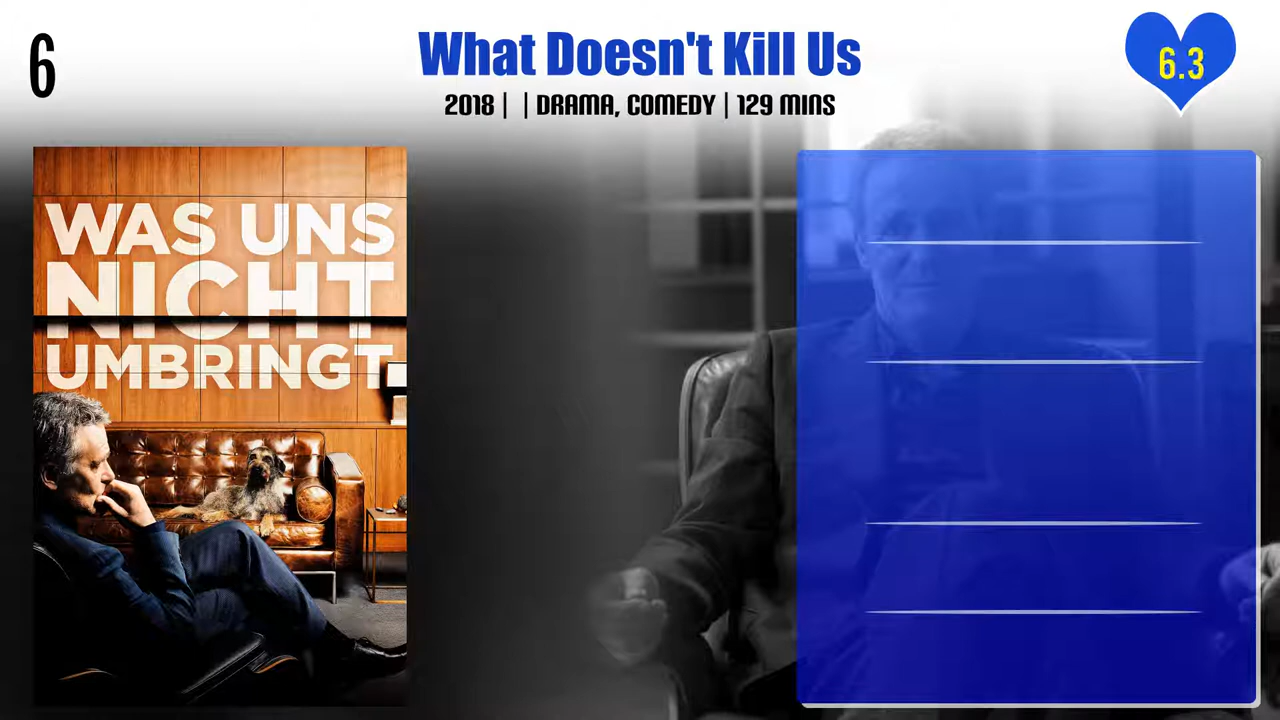 6
What Doesn't Kill Us
6.3
2018 | | DRAMA, COMEDY | 129 MINS
WAS UNS
NICHT
UMBRINGT